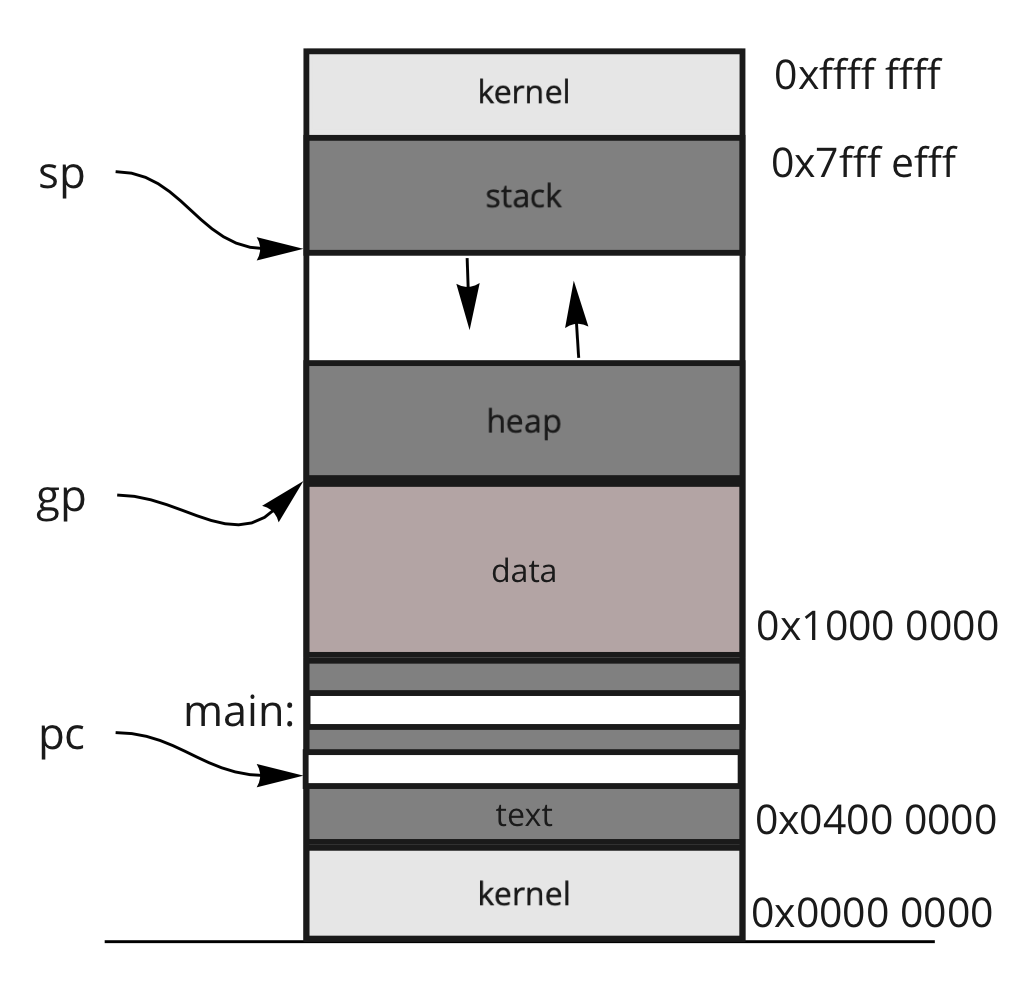 kernel
0xffff ffff
0x7fff efff
sp
stack
heap
gp
data
0x1000 0000
main:
pc
text
0x0400 0000
kernel
0x0000 0000